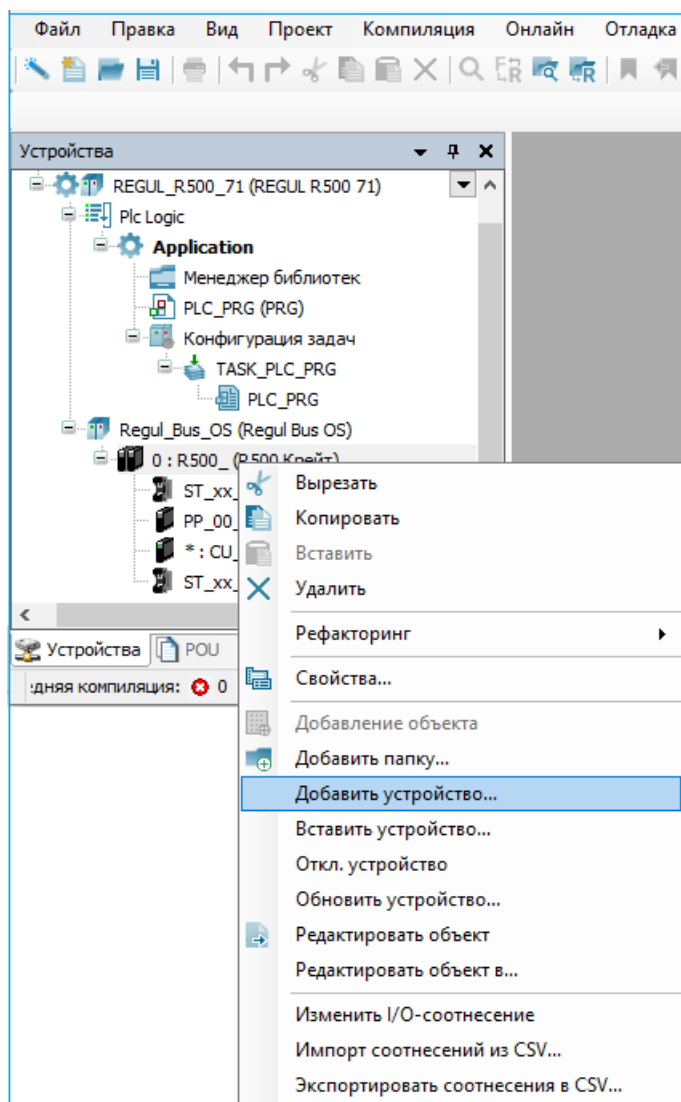 Файл Правка Вид Проект Компиляция Онлайн Отладка
Устройства
REGUL_R500_71 (REGUL R500 71)
Plc Logic
Application
Менеджер библиотек
PLC_PRG (PRG)
Конфигурация задач
TASK_PLC_PRG
PLC_PRG
Regul_Bus_OS (Regul Bus OS)
0 : R500_ (R500 Крейт)
ST_xx_
PP_00_
* : CU_
ST_xx_
Устройства POU
дняя компиляция: 0
Вырезать
Копировать
Вставить
Удалить
Рефакторинг
Свойства...
Добавление объекта
Добавить папку...
Добавить устройство...
Вставить устройство...
Откл. устройство
Обновить устройство...
Редактировать объект
Редактировать объект в...
Изменить I/O-соотнесение
Импорт соотнесений из CSV...
Экспортировать соотнесения в CSV...